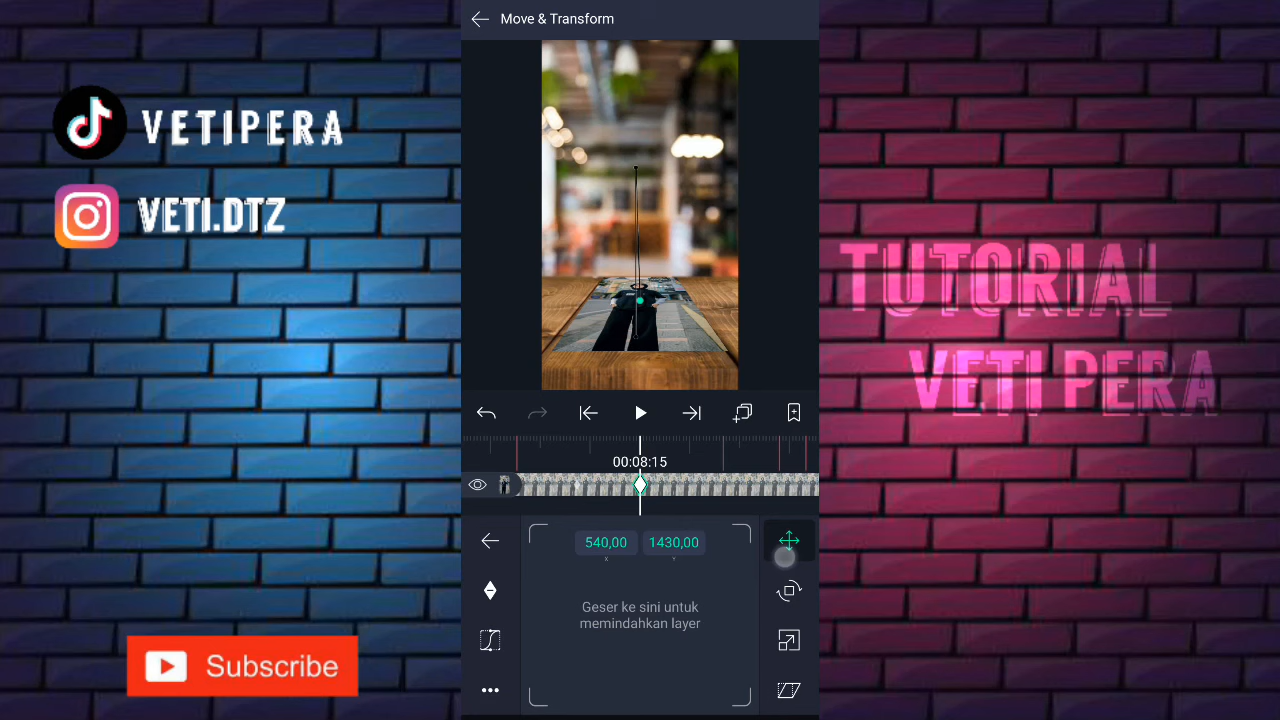 Move & Transform
VETIPERA
VETI.DTZ
TUTORIAL
VETI PERA
00:08:15
540,00 1430,00
X Y
Geser ke sini untuk
memindahkan layer
Subscribe